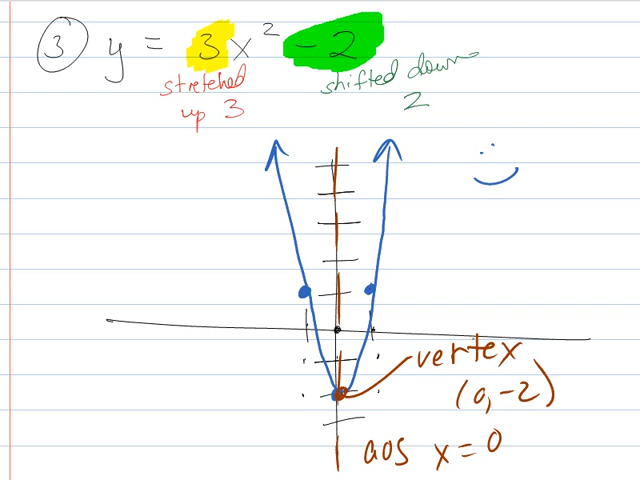 3 y = 3x² - 2
stretched
up 3
shifted down
2
vertex
(0, -2)
aos x = 0